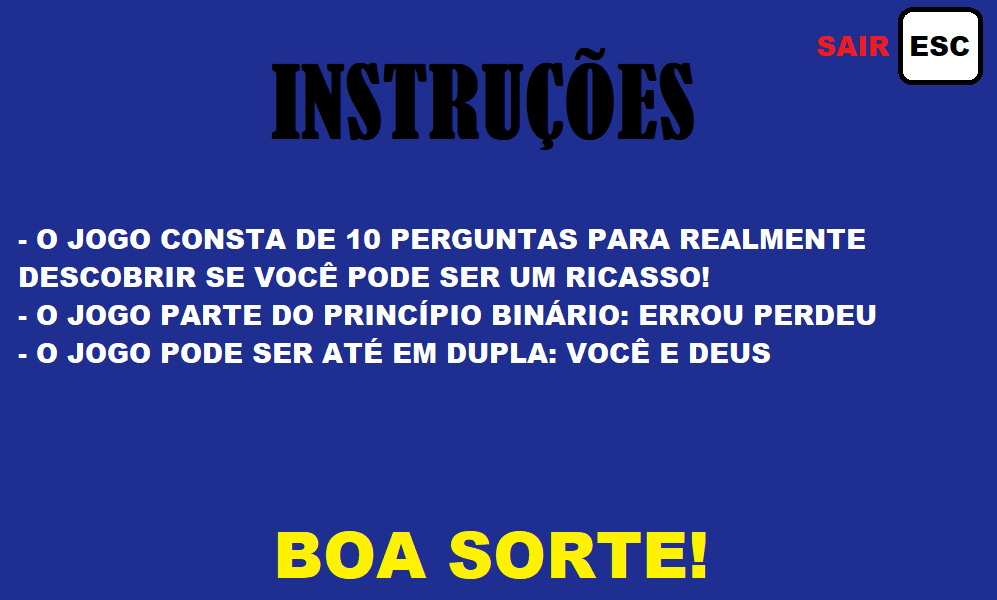 SAIR ESC
INSTRUÇÕES
- O JOGO CONSTA DE 10 PERGUNTAS PARA REALMENTE
DESCOBRIR SE VOCÊ PODE SER UM RICASSO!
- O JOGO PARTE DO PRINCÍPIO BINÁRIO: ERROU PERDEU
- O JOGO PODE SER ATÉ EM DUPLA: VOCÊ E DEUS
BOA SORTE!